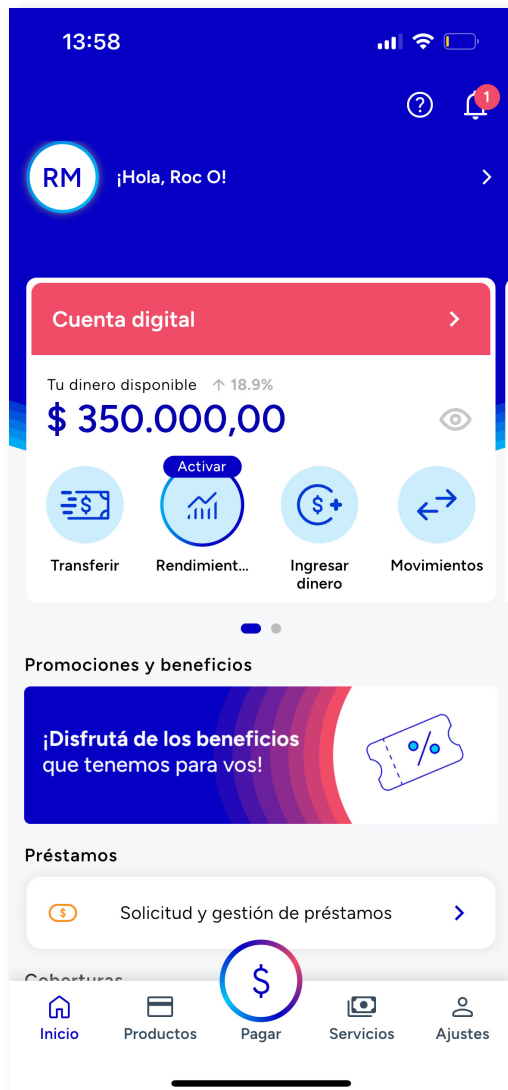 13:58
1
RM
¡Hola, Roc O!
Cuenta digital
Tu dinero disponible ↑ 18.9%
$ 350.000,00
Activar
Transferir
Rendimient...
Ingresar
dinero
Movimientos
Promociones y beneficios
¡Disfrutá de los beneficios
que tenemos para vos!
Préstamos
Solicitud y gestión de préstamos
Coberturas
Inicio
Productos
Pagar
Servicios
Ajustes